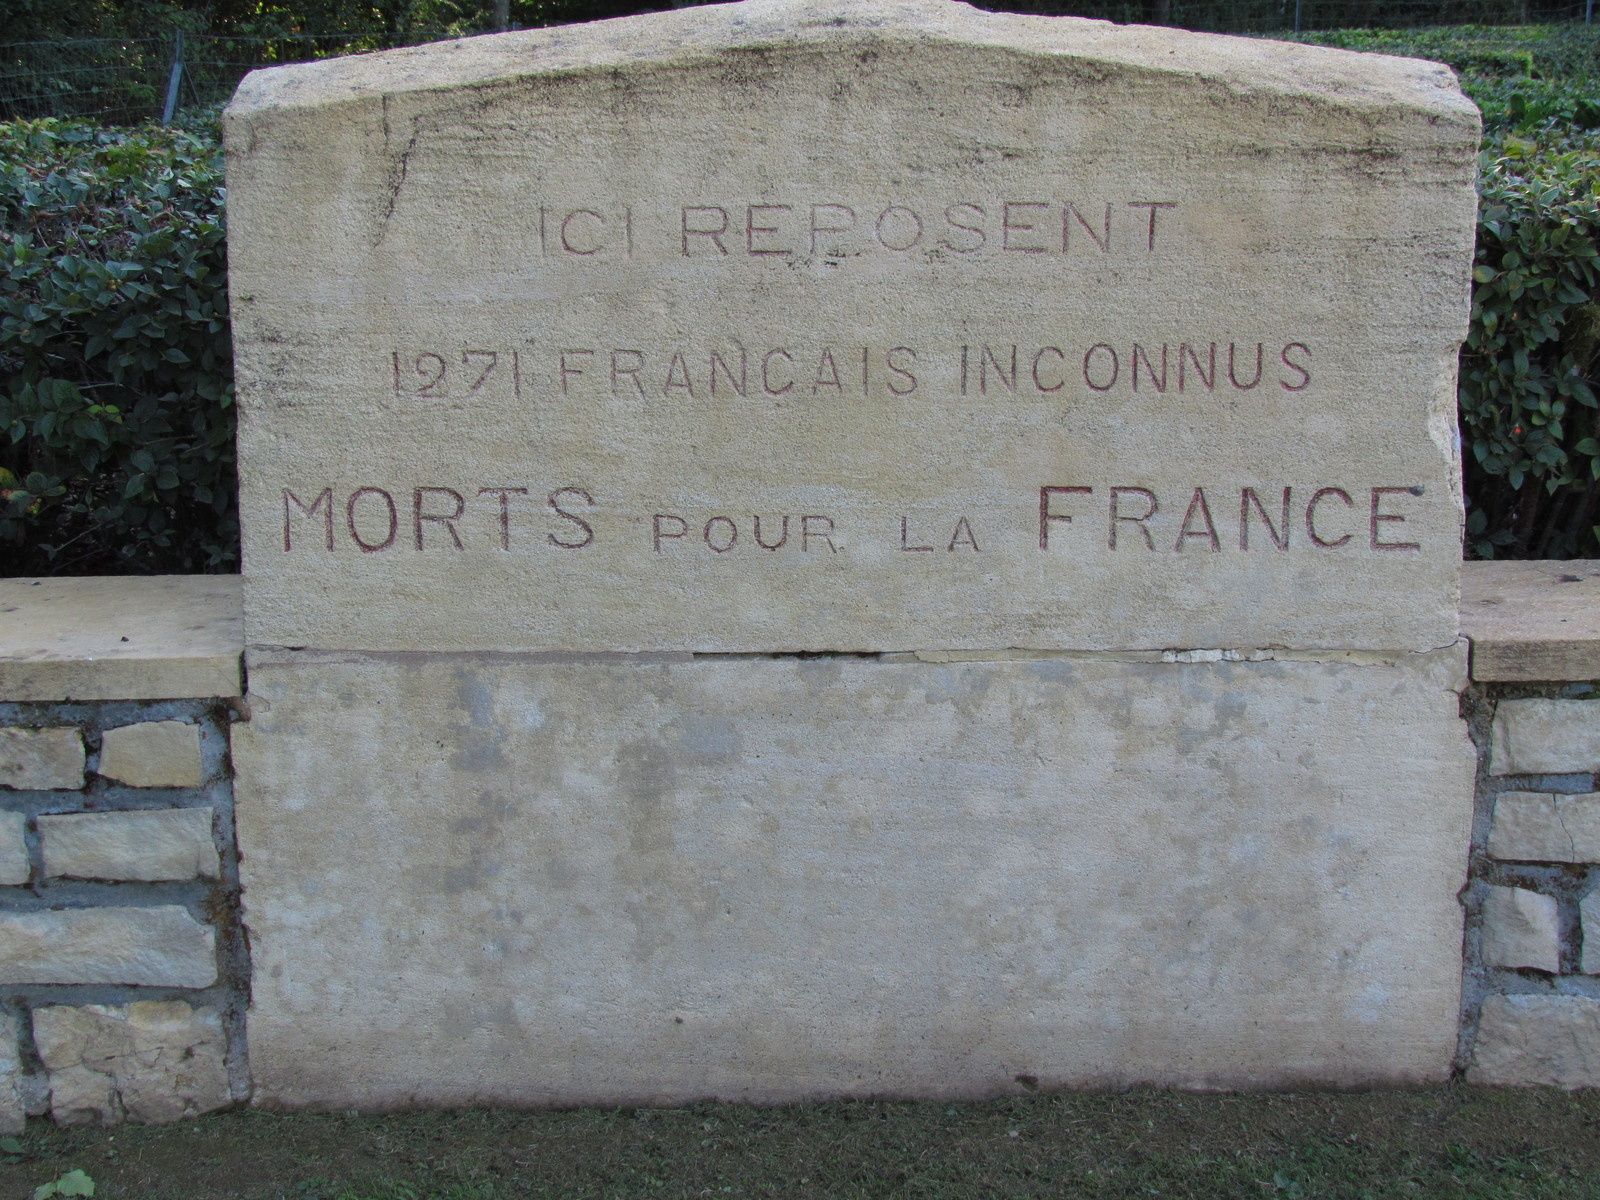 ICI REPOSENT
1271 FRANCAIS INCONNUS
MORTS POUR LA FRANCE